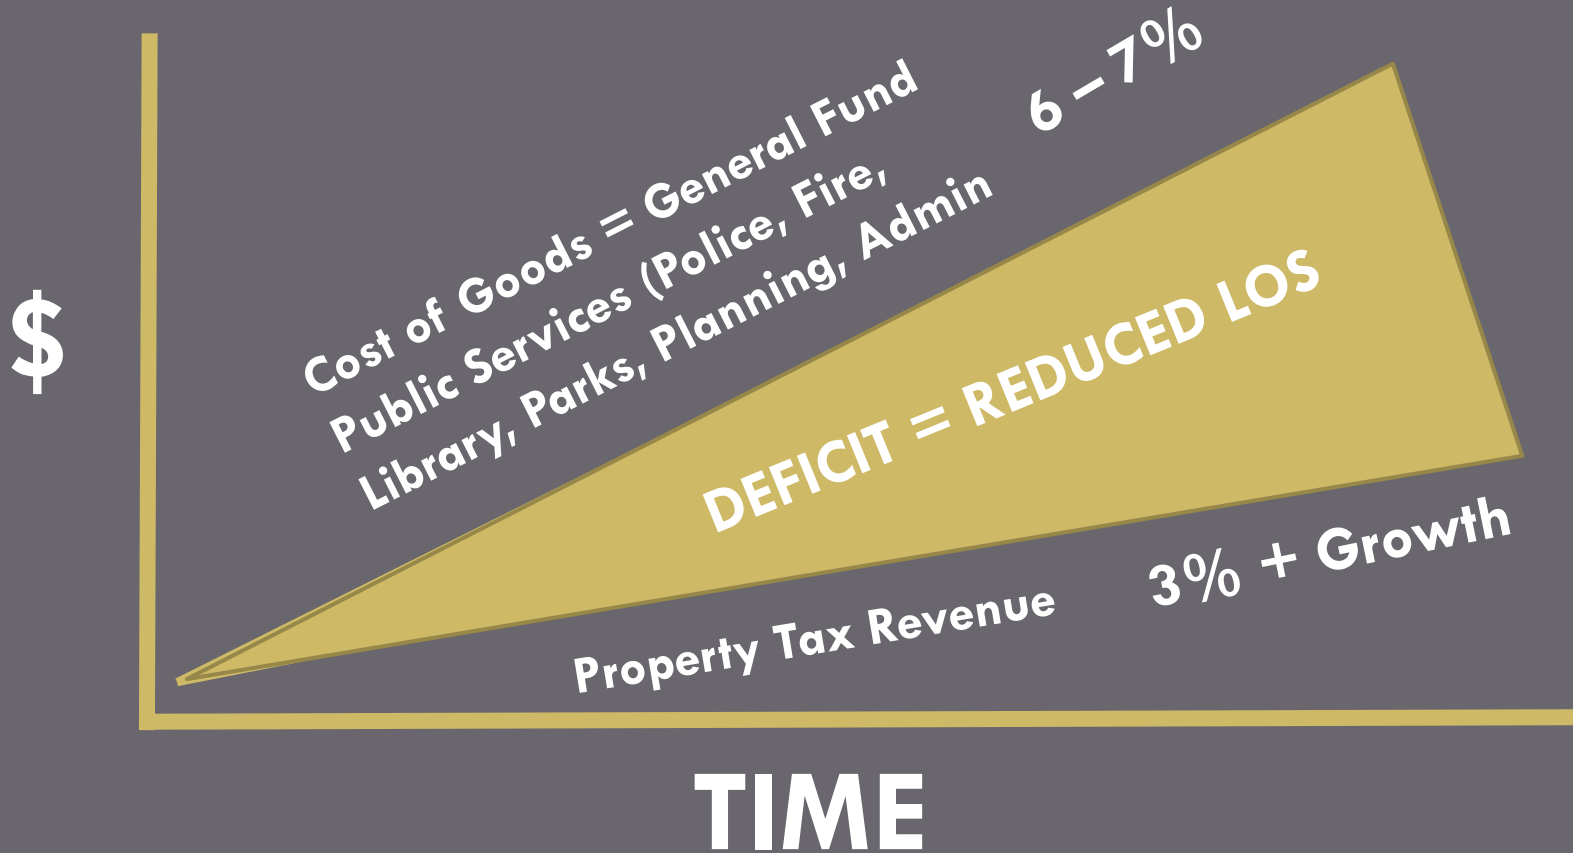 Cost of Goods = General Fund
Public Services (Police, Fire,
Library, Parks, Planning, Admin
6 – 7%
$
DEFICIT = REDUCED LOS
Property Tax Revenue
3% + Growth
TIME